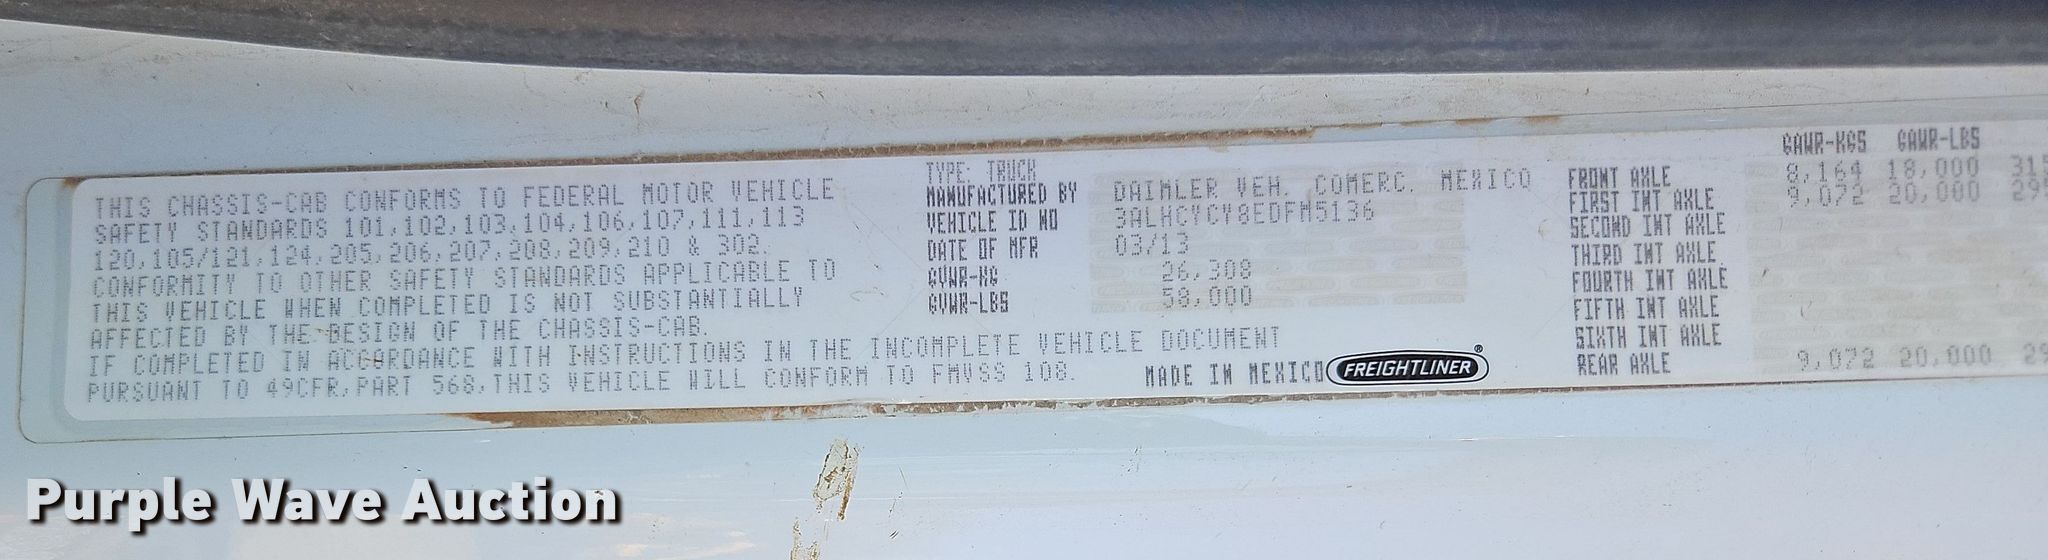 THIS CHASSIS-CAB CONFORMS TO FEDERAL MOTOR VEHICLE
SAFETY STANDARDS 101,102,103,104,106,107,111,113
120,105/121,124,205,206,207,208,209,210 & 302.
CONFORMITY TO OTHER SAFETY STANDARDS APPLICABLE TO
THIS VEHICLE WHEN COMPLETED IS NOT SUBSTANTIALLY
AFFECTED BY THE DESIGN OF THE CHASSIS-CAB.
IF COMPLETED IN ACCORDANCE WITH INSTRUCTIONS IN THE INCOMPLETE VEHICLE DOCUMENT
PURSUANT TO 49CFR,PART 568,THIS VEHICLE WILL CONFORM TO FMVSS 108.
TYPE: TRUCK
MANUFACTURED BY DAIMLER VEH. COMERC. MEXICO
VEHICLE ID NO 3ALHCYCY8EDFM5136
DATE OF MFR 03/13
GVWR-KG 26,308
GVWR-LBS 58,000
MADE IN MEXICO FREIGHTLINER®
GAWR-KGS GAWR-LBS
FRONT AXLE 8,164 18,000 315
FIRST INT AXLE 9,072 20,000 295
SECOND INT AXLE
THIRD INT AXLE
FOURTH INT AXLE
FIFTH INT AXLE
SIXTH INT AXLE
REAR AXLE 9,072 20,000 29
Purple Wave Auction